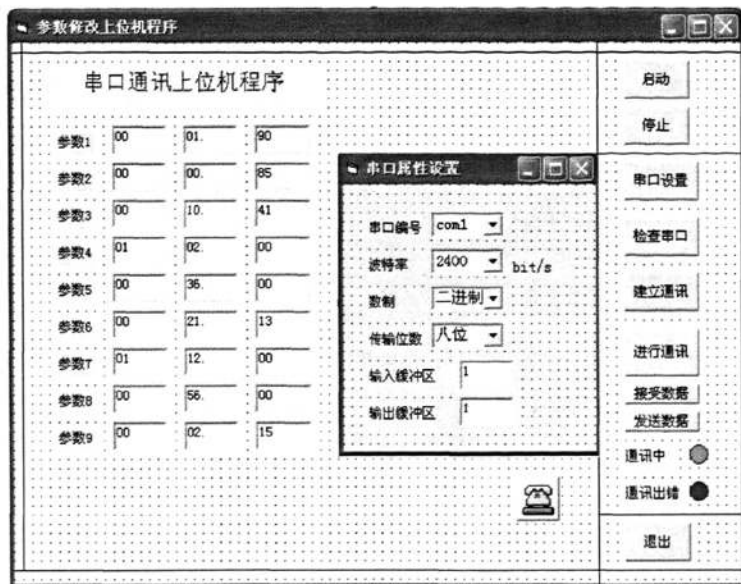 参数修改上位机程序
串口通讯上位机程序
参数1 00 01. 90
参数2 00 00. 85
参数3 00 10. 41
参数4 01 02. 00
参数5 00 36. 00
参数6 00 21. 13
参数7 01 12. 00
参数8 00 56. 00
参数9 00 02. 15
串口属性设置
串口编号 com1
波特率 2400 bit/s
数制 二进制
传输位数 八位
输入缓冲区 1
输出缓冲区 1
启动
停止
串口设置
检查串口
建立通讯
进行通讯
接受数据
发送数据
通讯中
通讯出错
退出